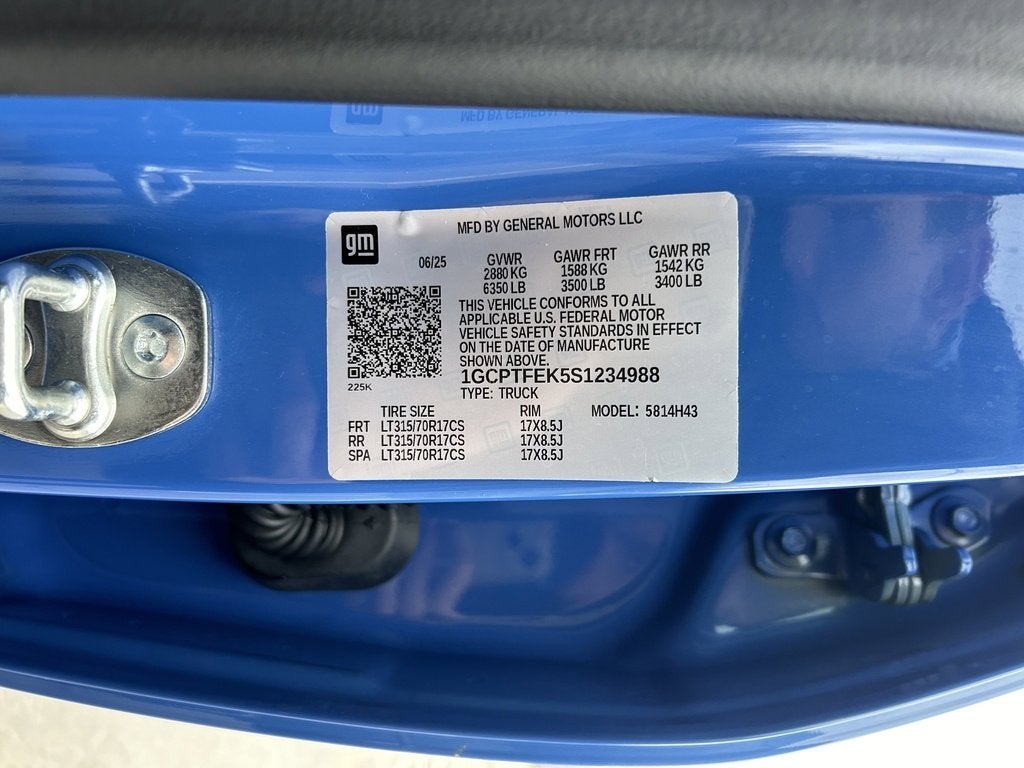 MFD BY GENERAL MOTORS LLC
gm
06/25 GVWR GAWR FRT GAWR RR
2880 KG 1588 KG 1542 KG
6350 LB 3500 LB 3400 LB
THIS VEHICLE CONFORMS TO ALL
APPLICABLE U.S. FEDERAL MOTOR
VEHICLE SAFETY STANDARDS IN EFFECT
ON THE DATE OF MANUFACTURE
SHOWN ABOVE.
225K
1GCPTFEK5S1234988
TYPE: TRUCK
TIRE SIZE RIM MODEL: 5814H43
FRT LT315/70R17CS 17X8.5J
RR LT315/70R17CS 17X8.5J
SPA LT315/70R17CS 17X8.5J